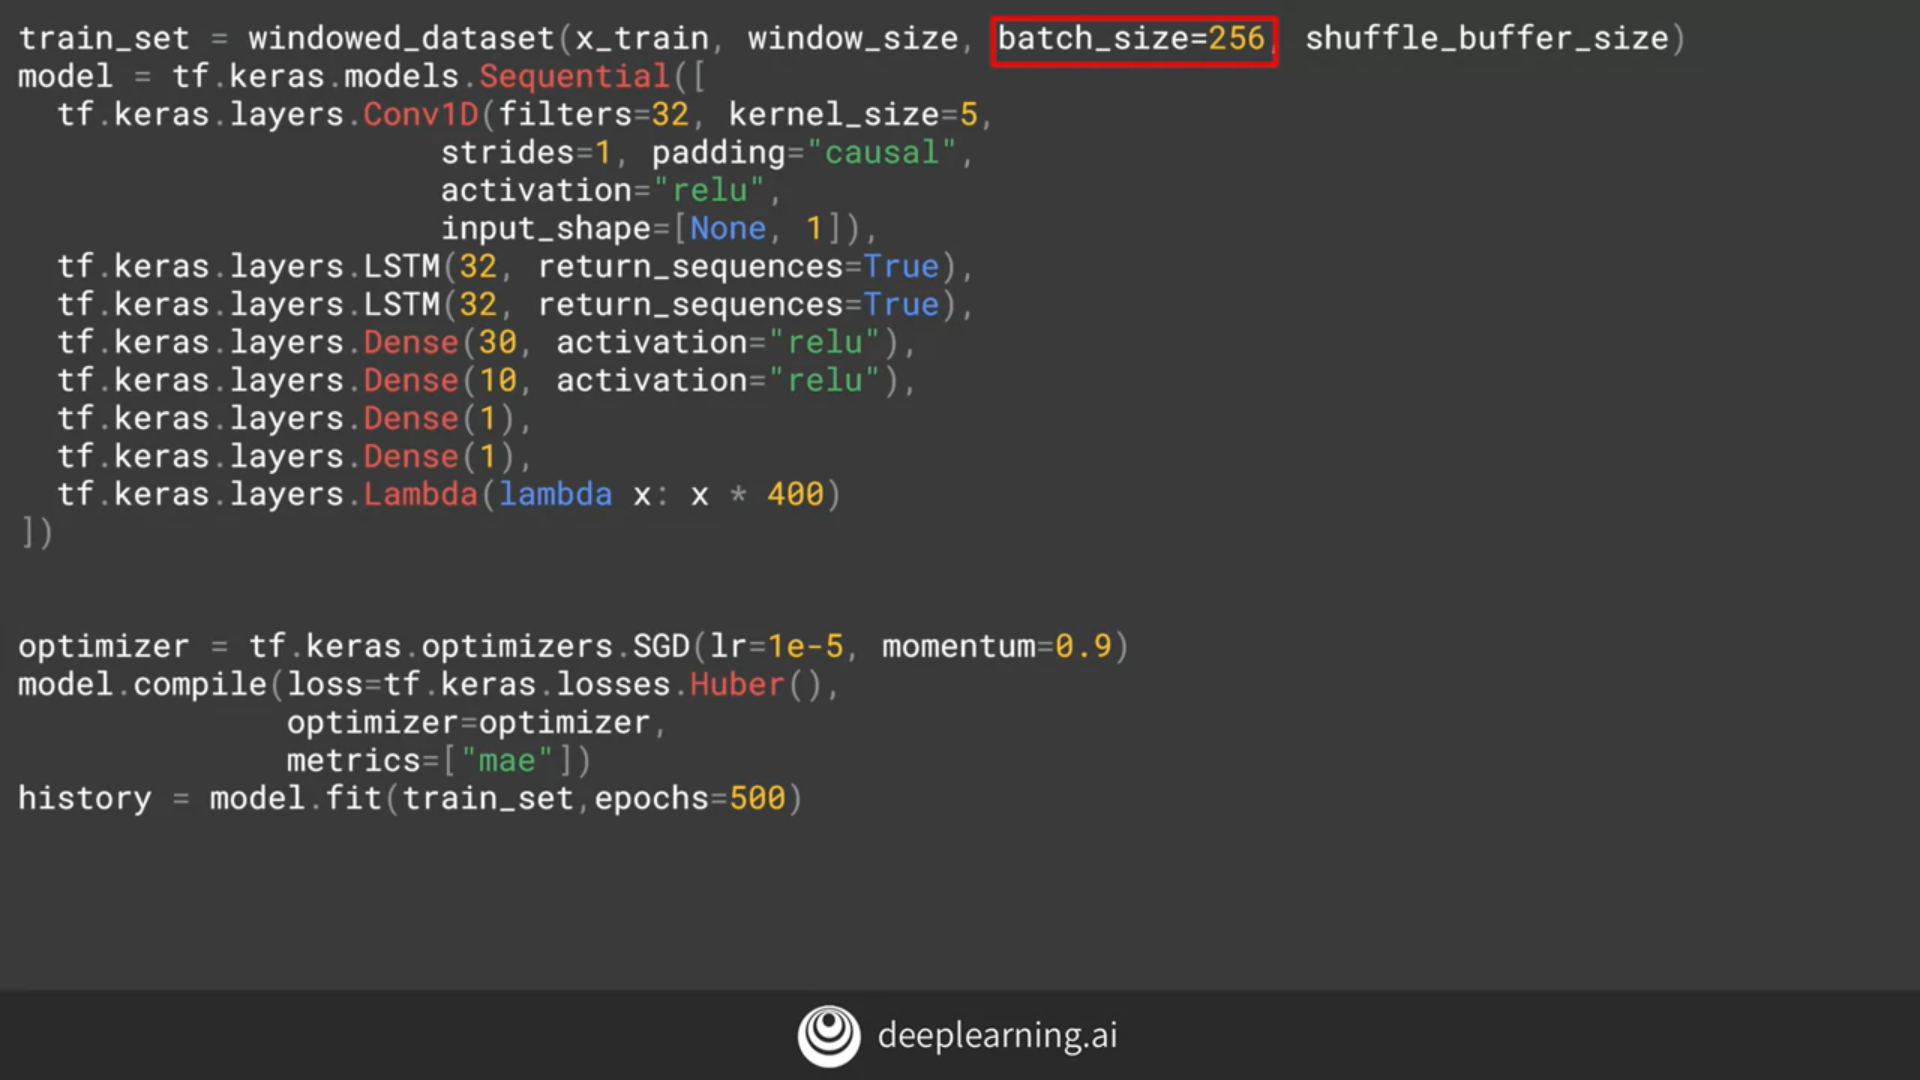 train_set = windowed_dataset(x_train, window_size, batch_size=256, shuffle_buffer_size)
model = tf.keras.models.Sequential([
  tf.keras.layers.Conv1D(filters=32, kernel_size=5,
                      strides=1, padding="causal",
                      activation="relu",
                      input_shape=[None, 1]),
  tf.keras.layers.LSTM(32, return_sequences=True),
  tf.keras.layers.LSTM(32, return_sequences=True),
  tf.keras.layers.Dense(30, activation="relu"),
  tf.keras.layers.Dense(10, activation="relu"),
  tf.keras.layers.Dense(1),
  tf.keras.layers.Dense(1),
  tf.keras.layers.Lambda(lambda x: x * 400)
])
optimizer = tf.keras.optimizers.SGD(lr=1e-5, momentum=0.9)
model.compile(loss=tf.keras.losses.Huber(),
              optimizer=optimizer,
              metrics=["mae"])
history = model.fit(train_set,epochs=500)
deeplearning.ai